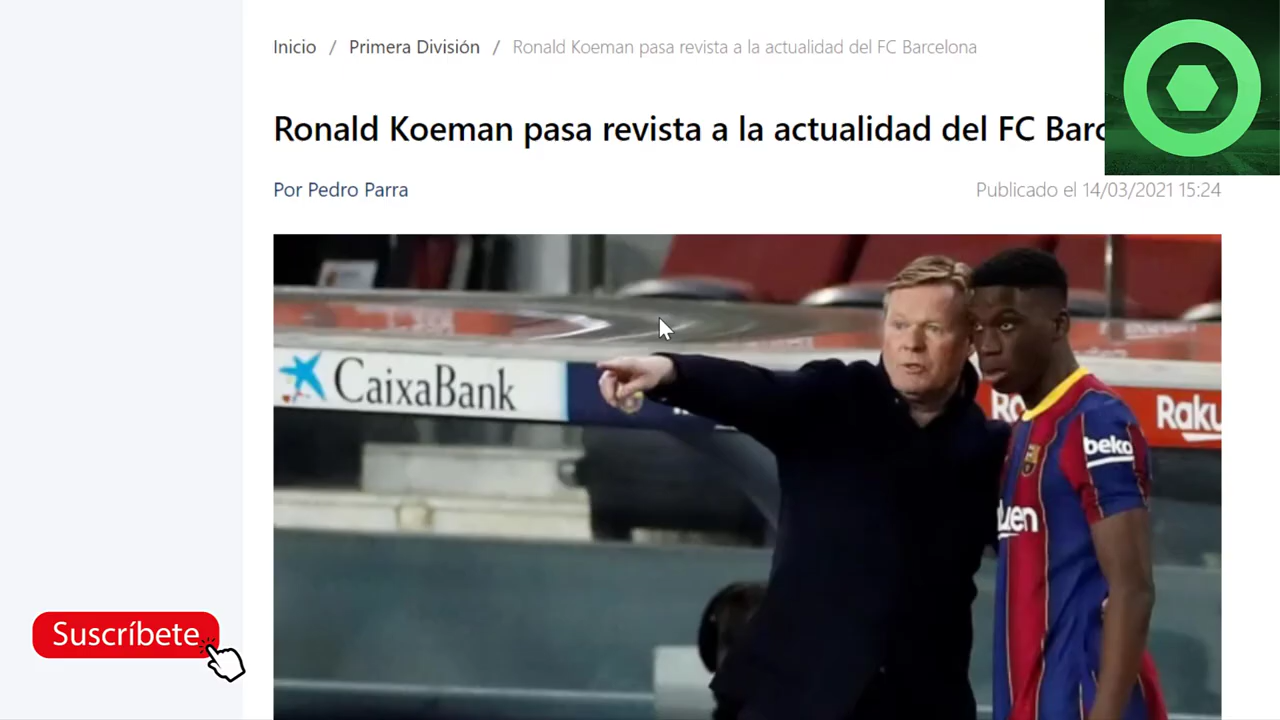 Inicio / Primera División / Ronald Koeman pasa revista a la actualidad del FC Barcelona
Ronald Koeman pasa revista a la actualidad del FC Barc
Por Pedro Parra
Publicado el 14/03/2021 15:24
CaixaBank
Raku
beko
Suscríbete